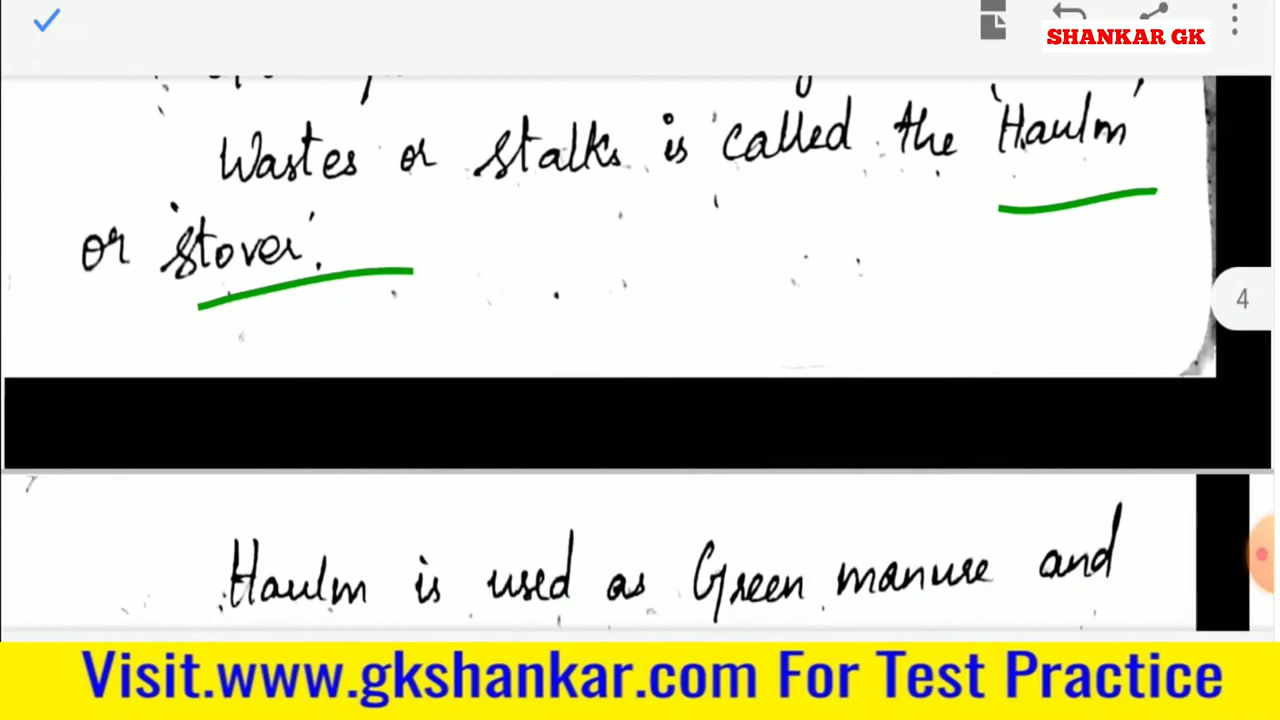 SHANKAR GK
Wastes or stalks is called the 'Haulm'
or 'stover'.
4
Haulm is used as Green manure and
Visit.www.gkshankar.com For Test Practice